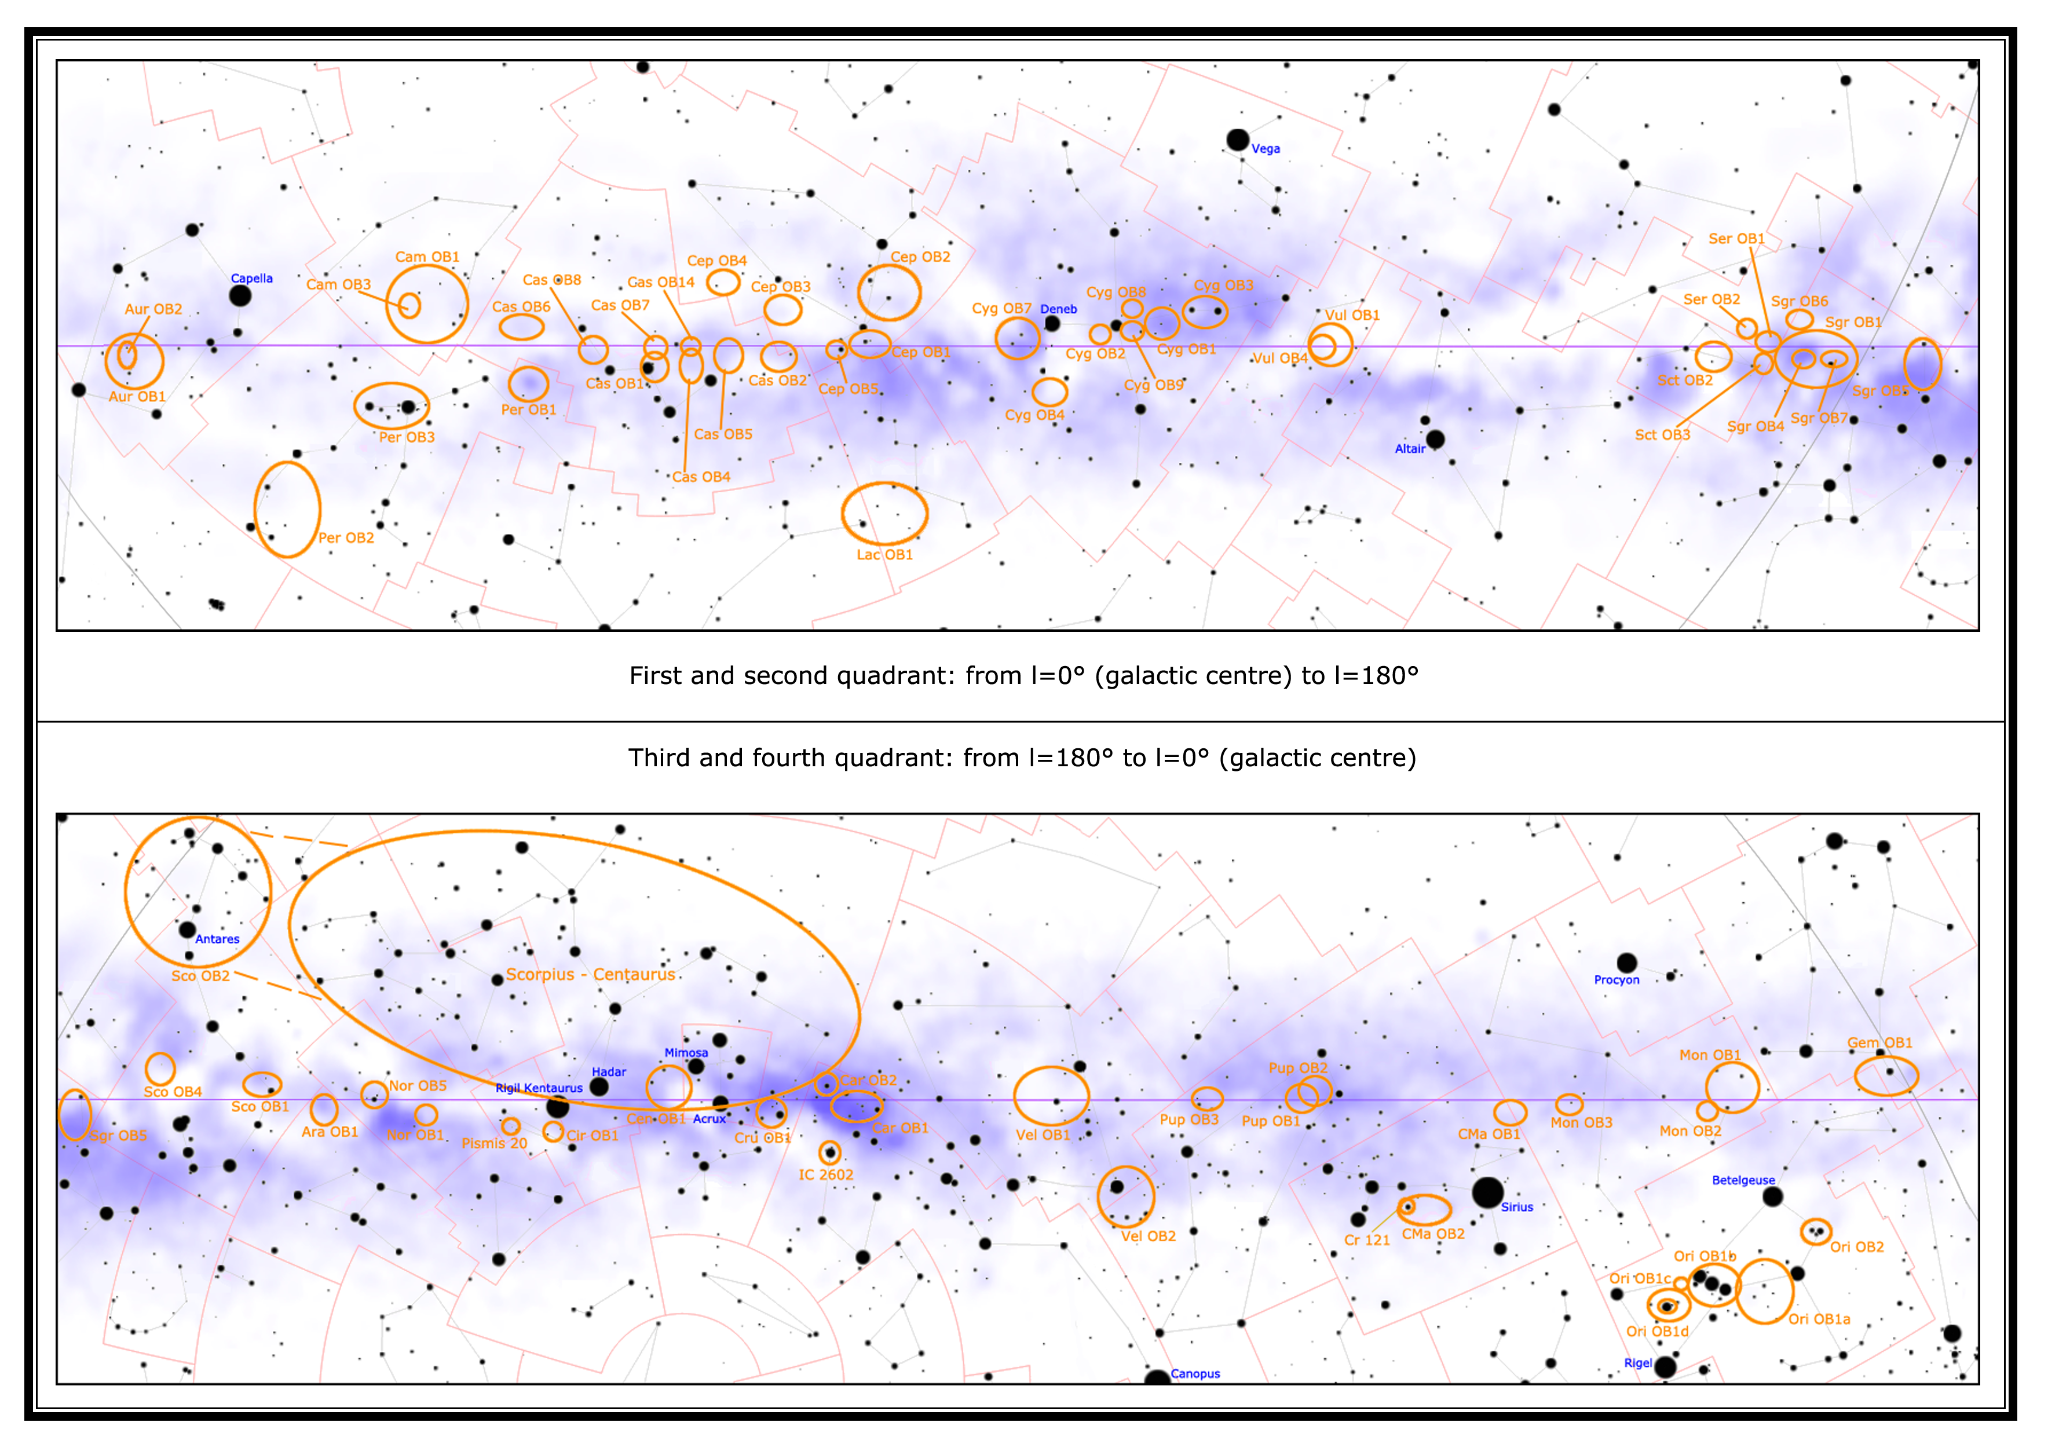 Vega
Ser OB1
Cam OB1
Cep OB4
Cep OB2
Capella
Cam OB3
Cas OB8
Gas OB14
Cep OB3
Cyg OB8
Cyg OB3
Ser OB2
Sgr OB6
Aur OB2
Cas OB6
Cas OB7
Cyg OB7
Deneb
Vul OB1
Sgr OB1
Cep OB1
Cyg OB2
Cyg OB1
Vul OB4
Aur OB1
Cas OB1
Cas OB2
Cep OB5
Cyg OB9
Sct OB2
Sgr OB5
Per OB1
Cyg OB4
Per OB3
Cas OB5
Sct OB3
Sgr OB4
Sgr OB7
Altair
Cas OB4
Per OB2
Lac OB1
First and second quadrant: from l=0° (galactic centre) to l=180°
Third and fourth quadrant: from l=180° to l=0° (galactic centre)
Antares
Sco OB2
Scorpius - Centaurus
Procyon
Mimosa
Gem OB1
Mon OB1
Hadar
Rigil Kentaurus
Pup OB2
Sco OB4
Nor OB5
Car OB2
Sco OB1
Cen OB1
Acrux
Sgr OB5
Ara OB1
Nor OB1
Pismis 20
Cir OB1
Cru OB1
Car OB1
Vel OB1
Pup OB3
Pup OB1
CMa OB1
Mon OB3
Mon OB2
IC 2602
Betelgeuse
Sirius
Vel OB2
Cr 121
CMa OB2
Ori OB2
Ori OB1b
Ori OB1c
Ori OB1a
Ori OB1d
Rigel
Canopus